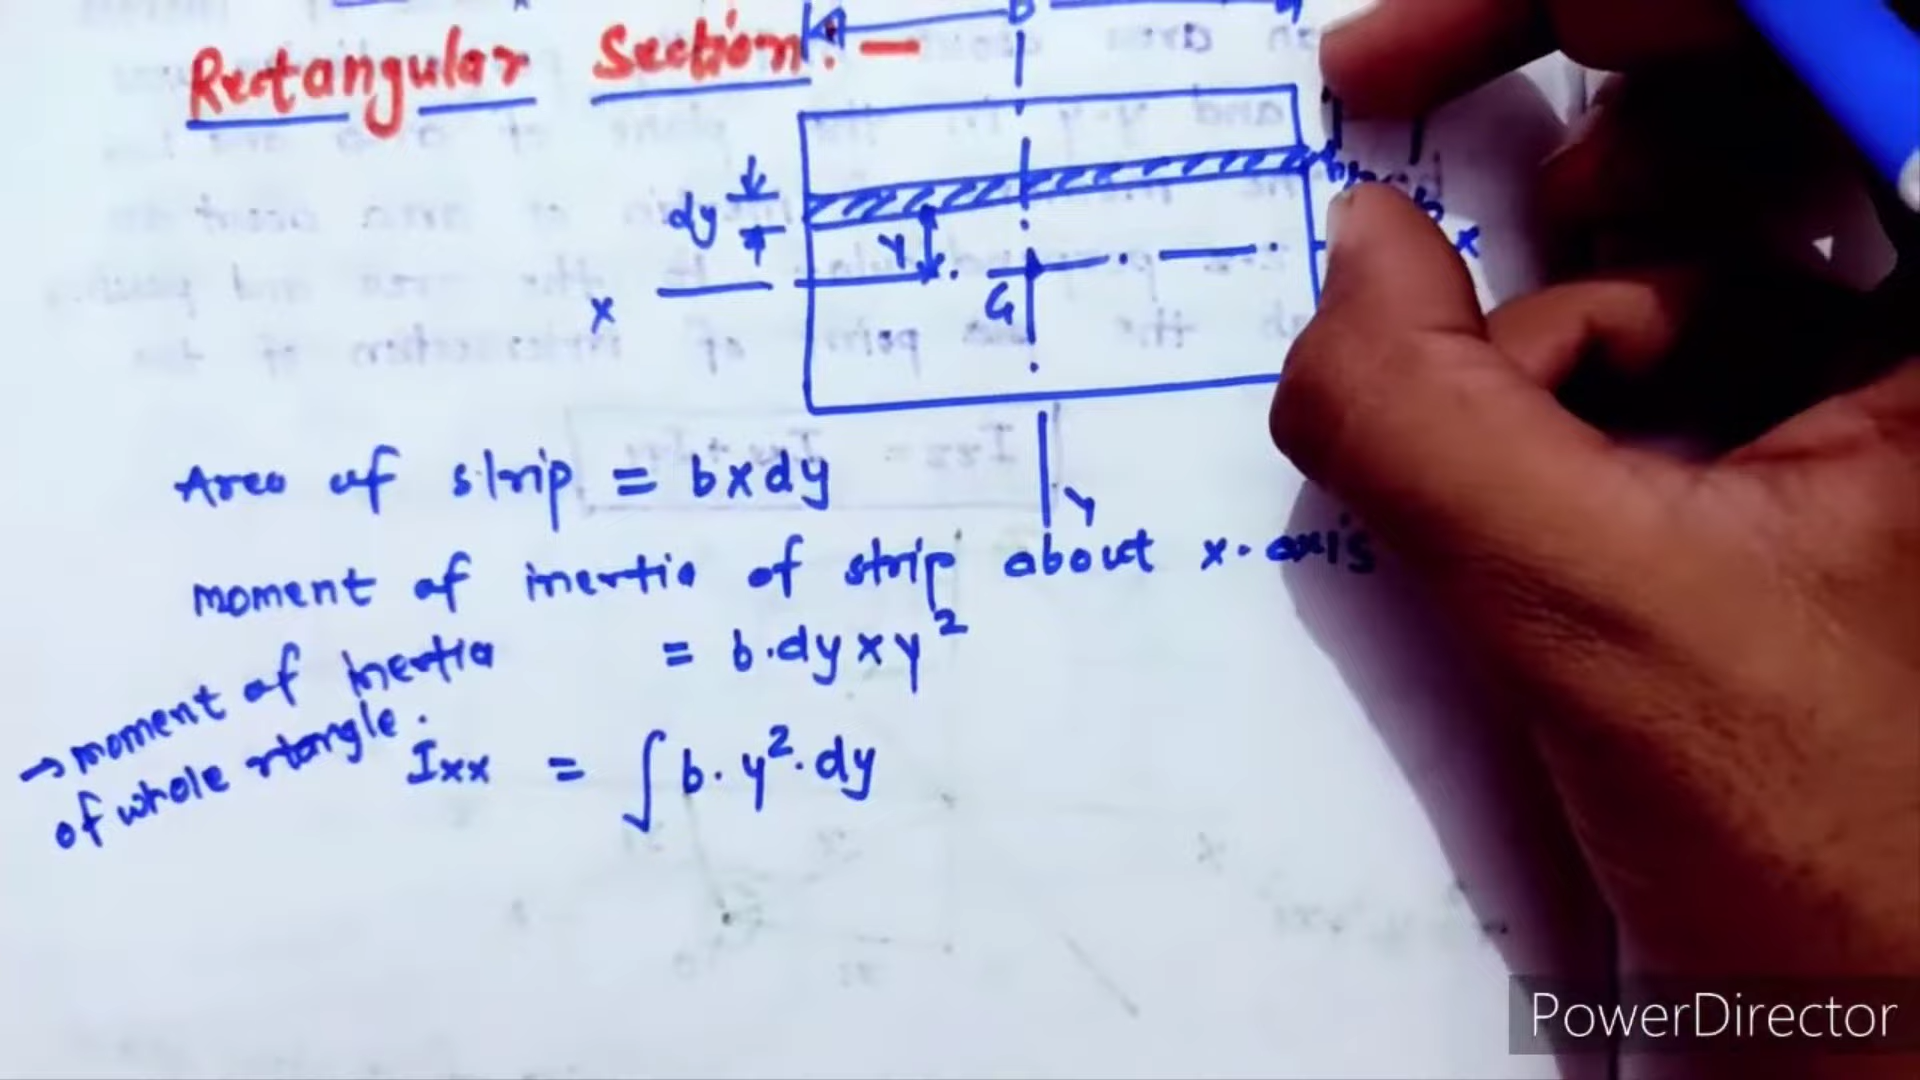 Rectangular Section:—
b
dy
Y
x
x
G
Y
Area of strip = b x dy
moment of inertia of strip about x-axis
= b.dy x y²
→ moment of inertia
of whole rtangle.
Ixx = ∫ b. y². dy
PowerDirector